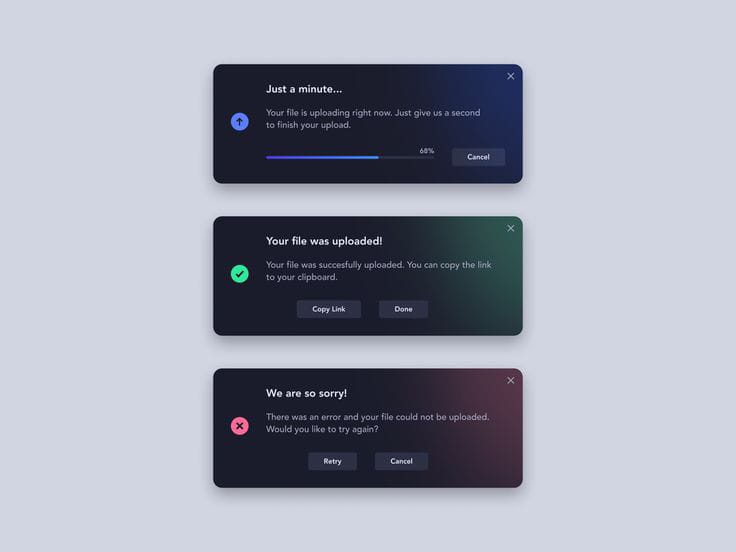 Just a minute...
Your file is uploading right now. Just give us a second
to finish your upload.
68%
Cancel
Your file was uploaded!
Your file was succesfully uploaded. You can copy the link
to your clipboard.
Copy Link
Done
We are so sorry!
There was an error and your file could not be uploaded.
Would you like to try again?
Retry
Cancel